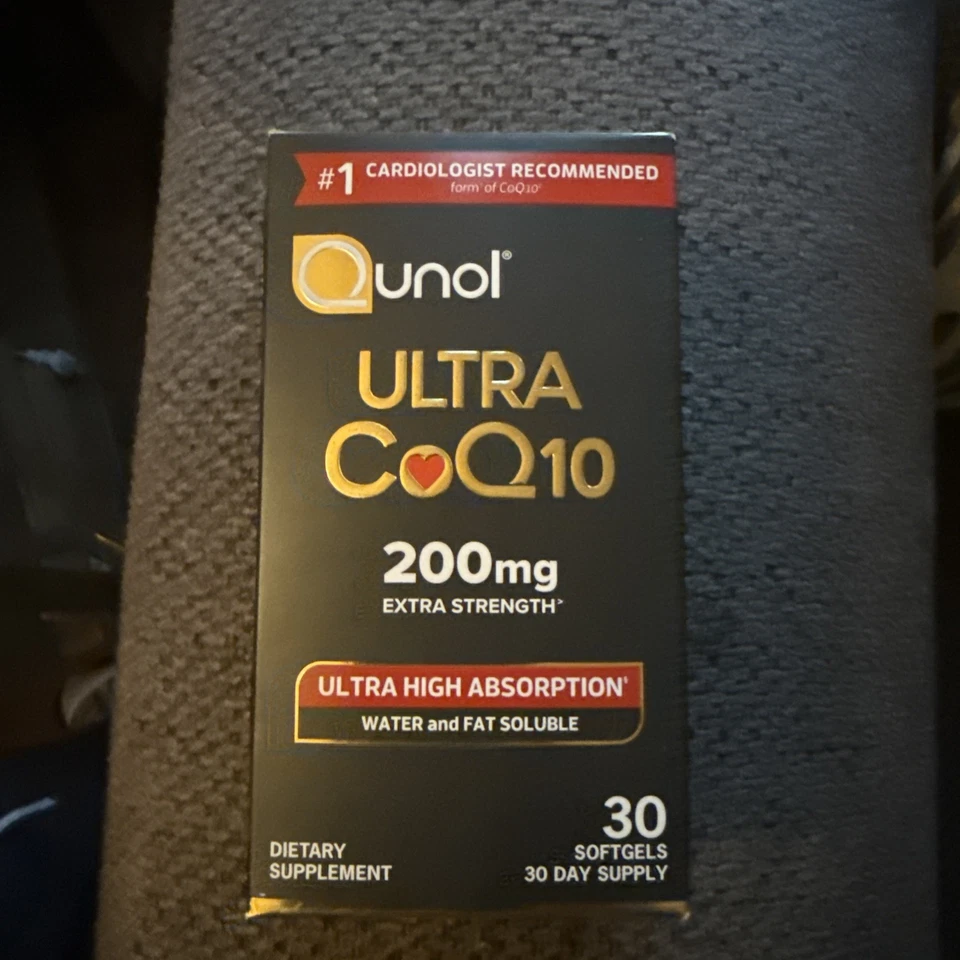 #1 CARDIOLOGIST RECOMMENDED
form† of CoQ10†
Qunol®
ULTRA
CoQ10
200mg
EXTRA STRENGTH>
ULTRA HIGH ABSORPTION‡
WATER and FAT SOLUBLE
30
DIETARY SOFTGELS
SUPPLEMENT 30 DAY SUPPLY